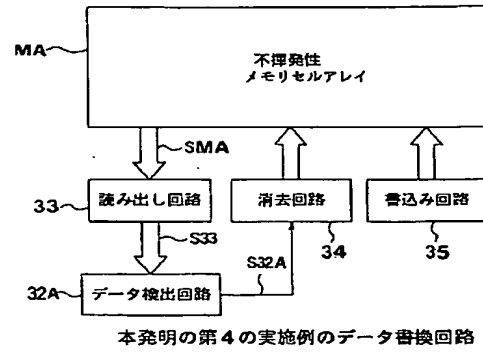 MA
不揮発性
メモリセルアレイ
SMA
33
読み出し回路
消去回路
書込み回路
34
35
S33
S32A
32A
データ検出回路
本発明の第4の実施例のデータ書換回路